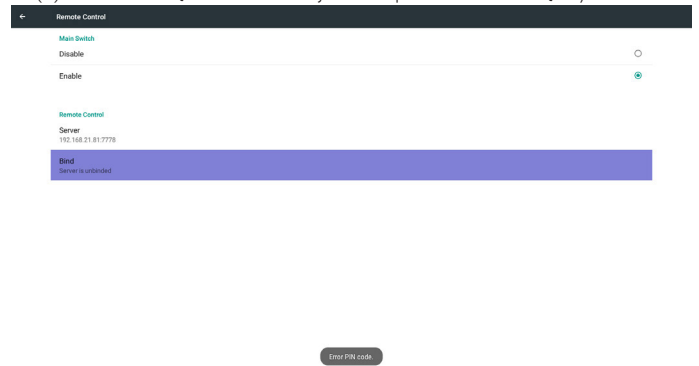 Remote Control
Main Switch
Disable
Enable
Remote Control
Server
192.168.21.81:7778
Bind
Server is unbinded
Error PIN code.